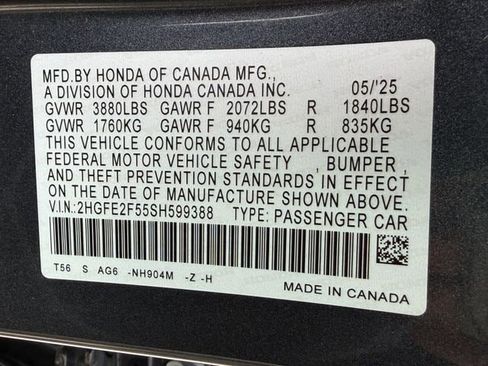 MFD.BY HONDA OF CANADA MFG.,
A DIVISION OF HONDA CANADA INC. 05/'25
GVWR 3880LBS GAWR F 2072LBS R 1840LBS
GVWR 1760KG GAWR F 940KG R 835KG
THIS VEHICLE CONFORMS TO ALL APPLICABLE
FEDERAL MOTOR VEHICLE SAFETY , BUMPER ,
AND THEFT PREVENTION STANDARDS IN EFFECT
ON THE DATE OF MANUFACTURE SHOWN ABOVE.
V.I.N:2HGFE2F55SH599388 TYPE: PASSENGER CAR
T56 S AG6 -NH904M -Z -H
MADE IN CANADA